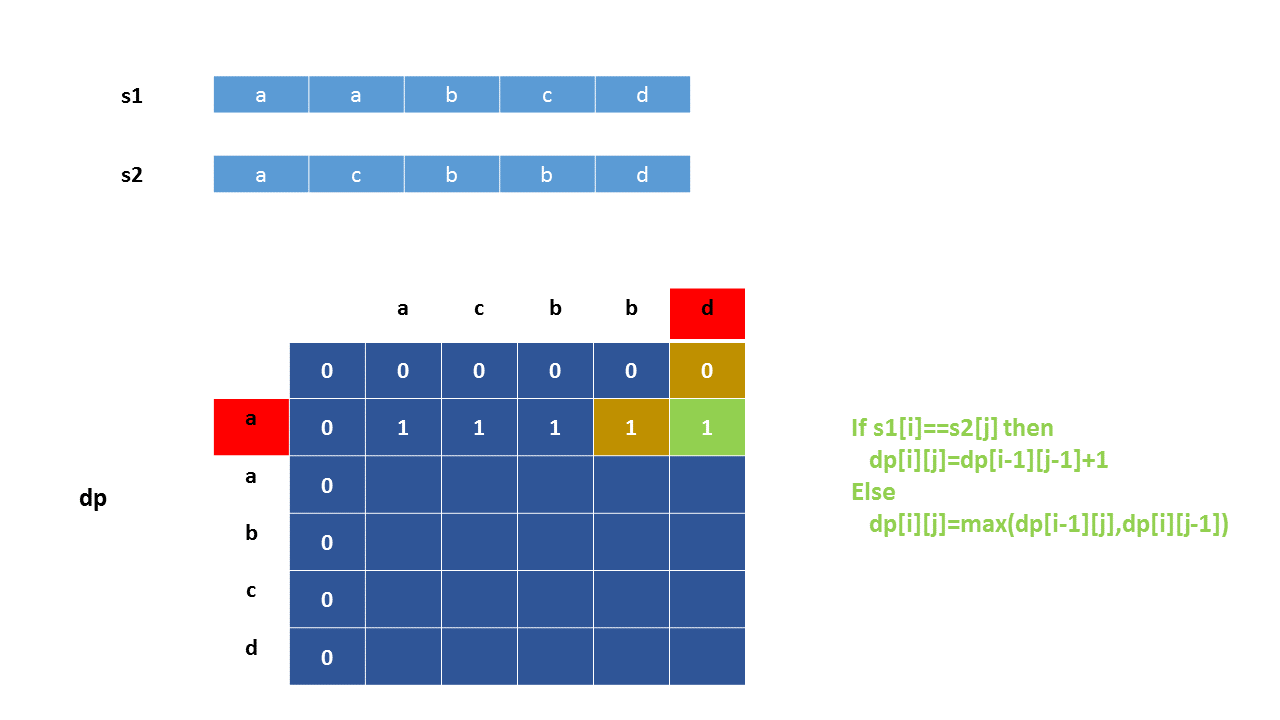 s1 a a b c d
s2 a c b b d
a c b b d
0 0 0 0 0 0
a 0 1 1 1 1 1
a 0
dp
b 0
c 0
d 0
If s1[i]==s2[j] then
dp[i][j]=dp[i-1][j-1]+1
Else
dp[i][j]=max(dp[i-1][j],dp[i][j-1])